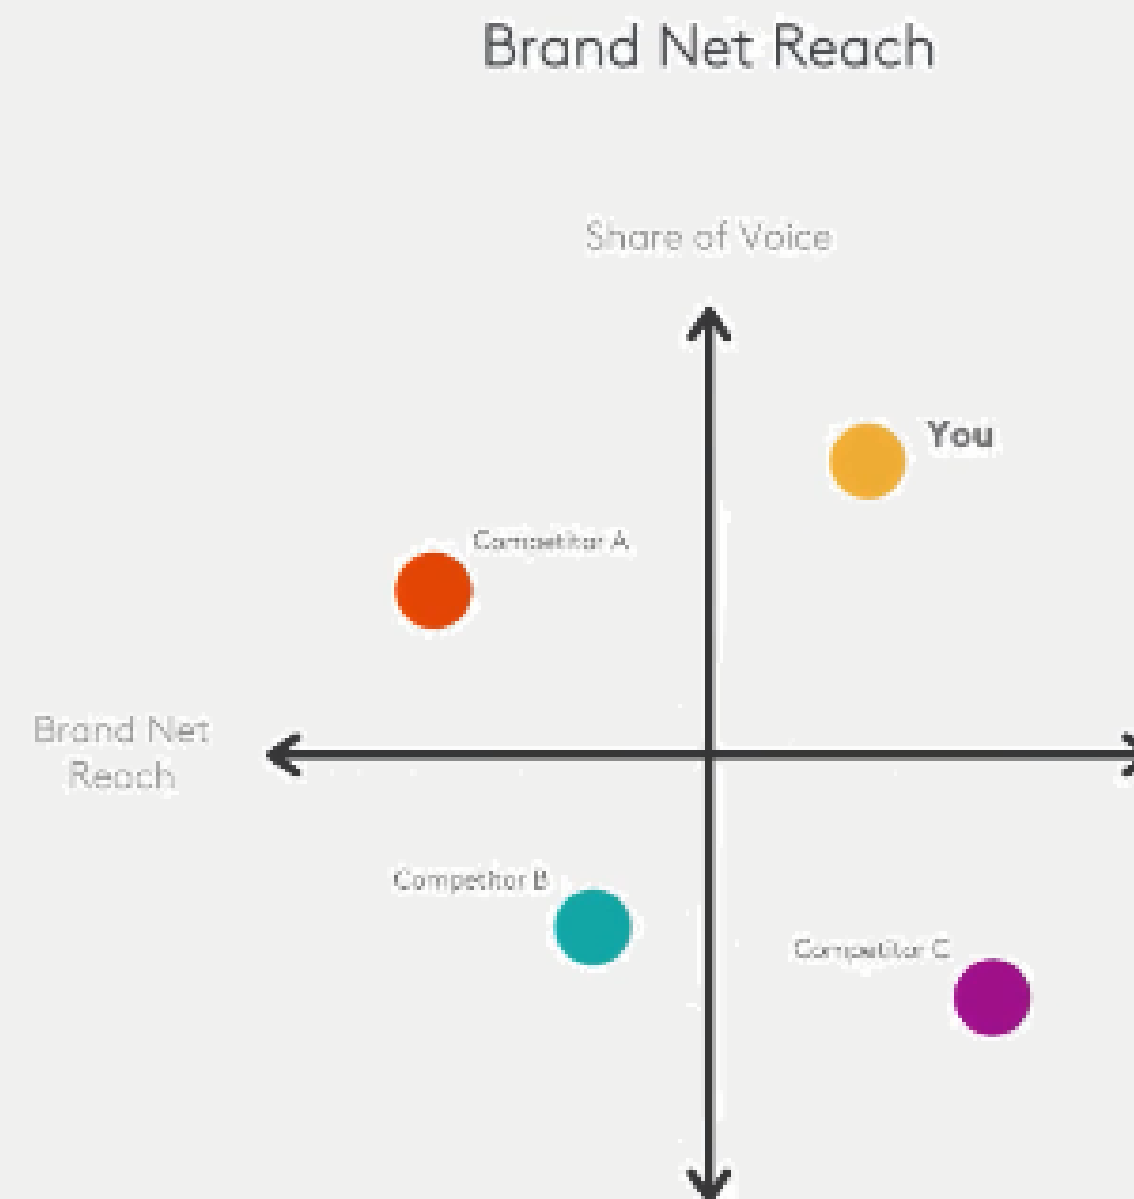 Brand Net Reach
Share of Voice
You
Competitor A
Brand Net
Reach
Competitor B
Competitor C